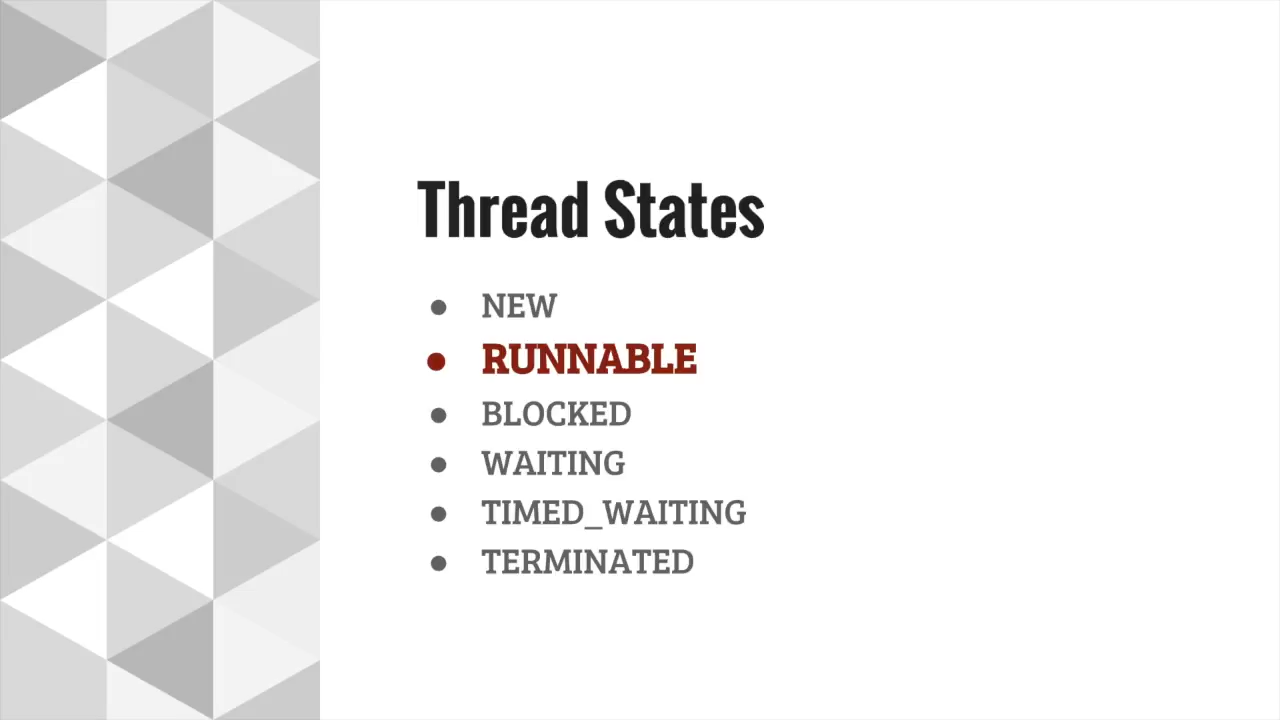 Thread States
● NEW
● RUNNABLE
● BLOCKED
● WAITING
● TIMED_WAITING
● TERMINATED